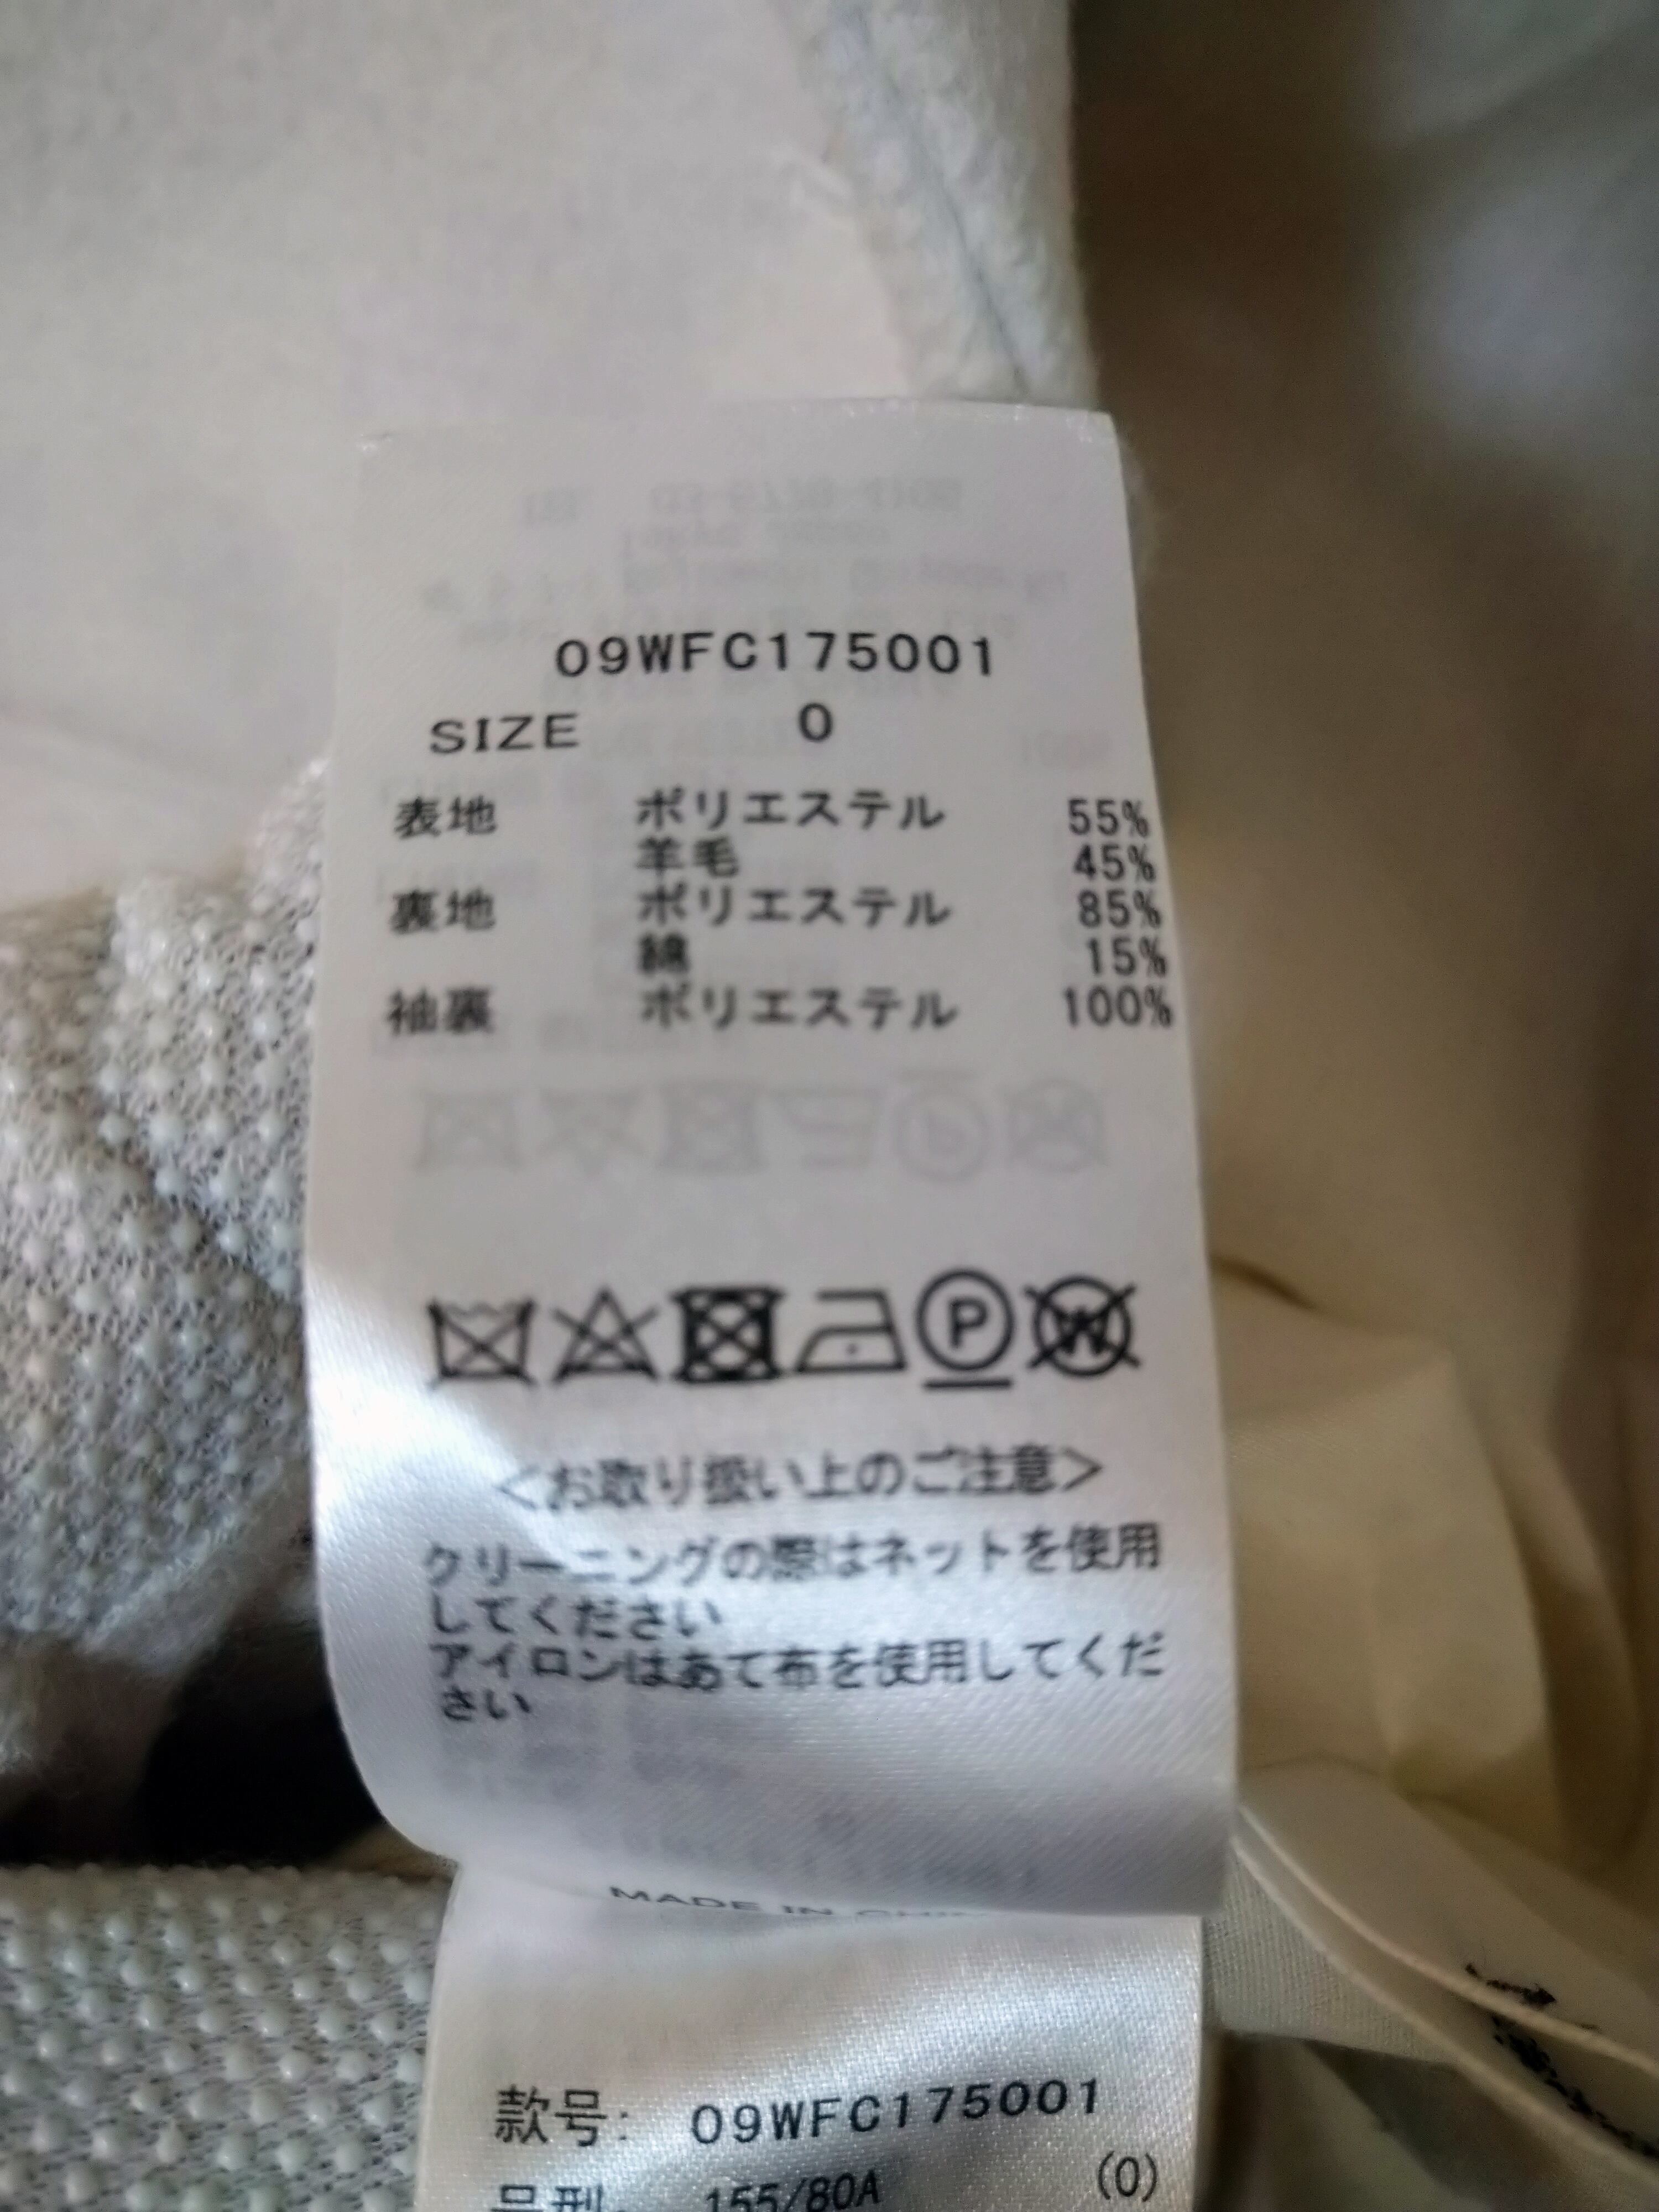 09WFC175001
SIZE 0
表地 ポリエステル 55%
羊毛 45%
裏地 ポリエステル 85%
綿 15%
袖裏 ポリエステル 100%
P W
<お取り扱い上のご注意>
クリーニングの際はネットを使用
してください
アイロンはあて布を使用してくだ
さい
MADE IN
款号: 09WFC175001
号型 155/80A (0)